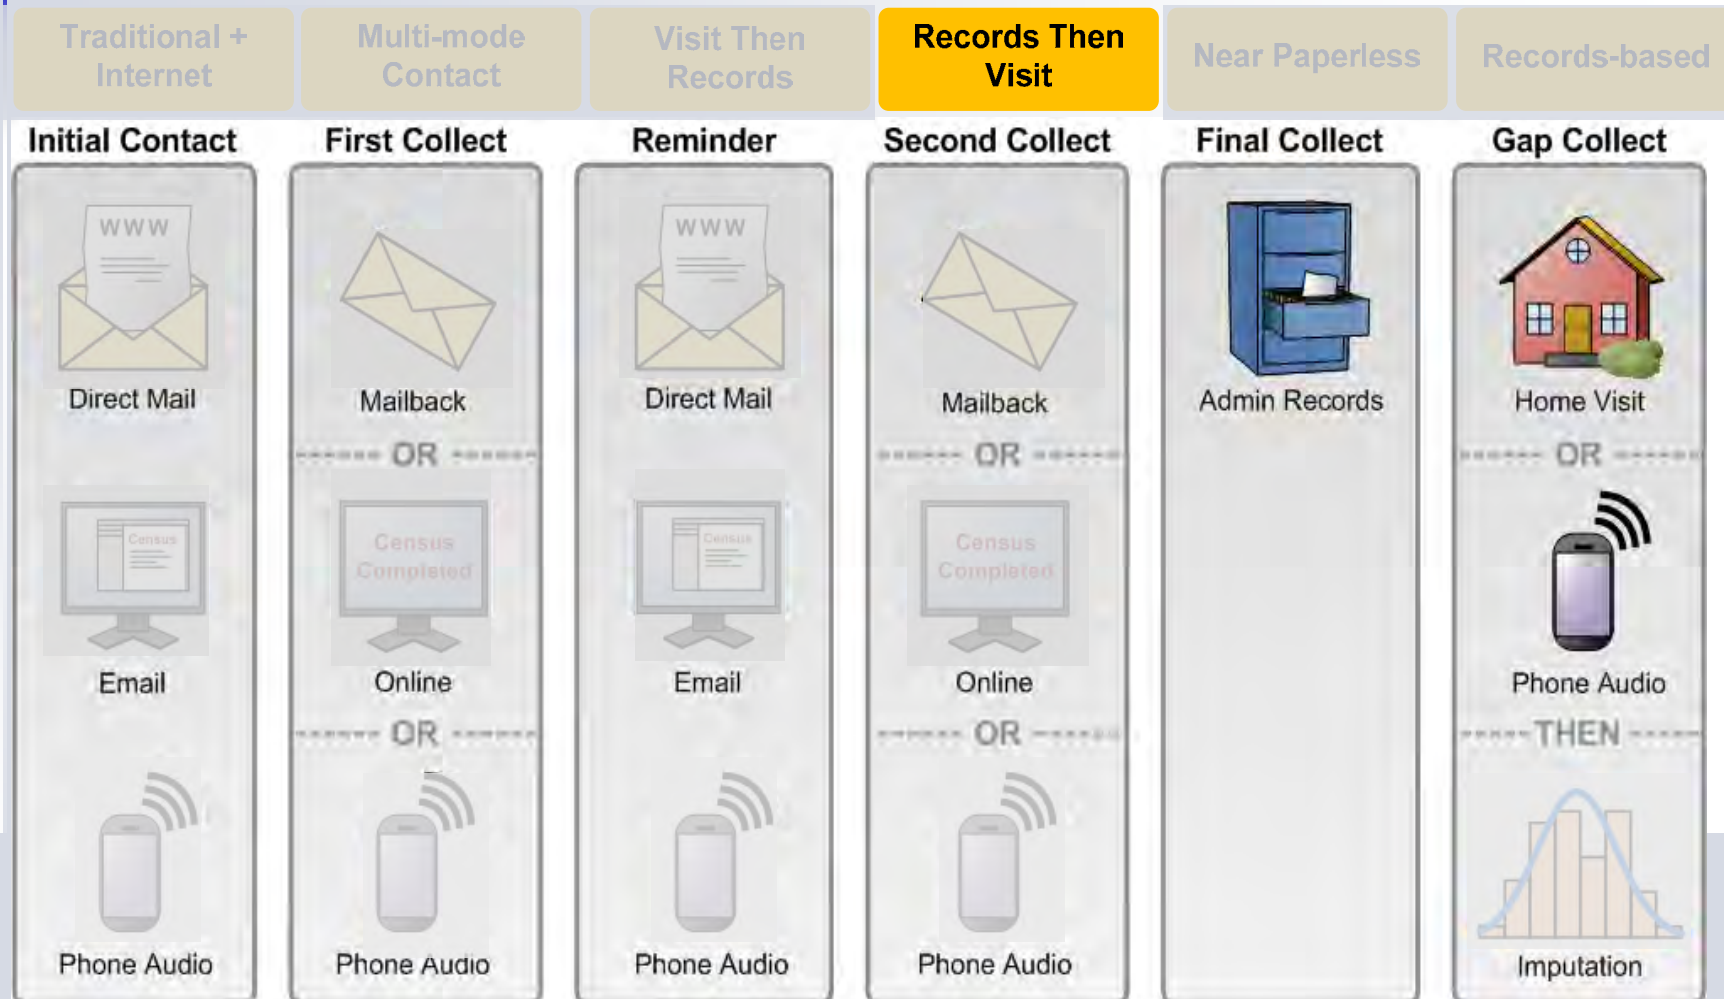 Traditional +
Internet
Multi-mode
Contact
Visit Then
Records
Records Then
Visit
Near Paperless
Records-based
Initial Contact
First Collect
Reminder
Second Collect
Final Collect
Gap Collect
WWW
Direct Mail
Census
Email
Phone Audio
Mailback
OR
Census
Completed
Online
OR
Phone Audio
WWW
Direct Mail
Census
Email
Phone Audio
Mailback
OR
Census
Completed
Online
OR
Phone Audio
Admin Records
Home Visit
OR
Phone Audio
THEN
Imputation